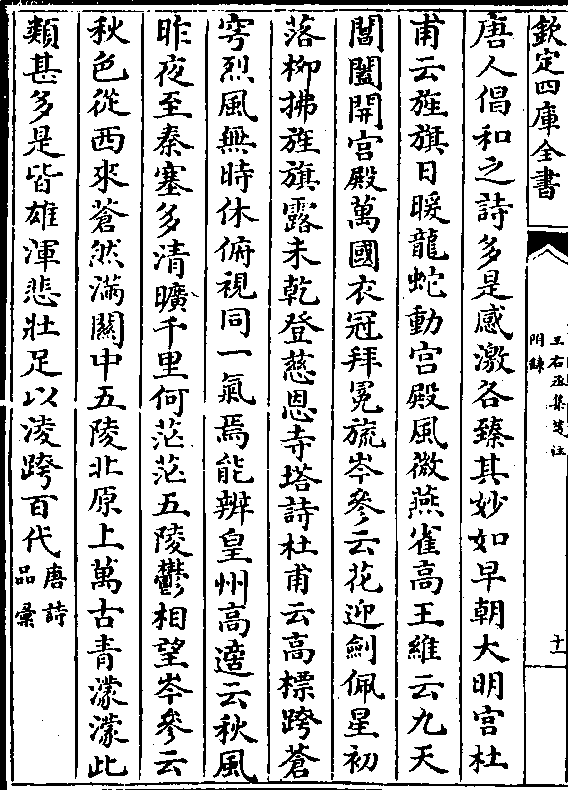 欽定四庫全書
王右丞集箋注
附錄
十一
唐人倡和之詩多是感激各臻其妙如早朝大明宮杜
甫云旌旗日暖龍蛇動宮殿風微燕雀高王維云九天
閶闔開宮殿萬國衣冠拜冕旒岑參云花迎劍佩星初
落柳拂旌旗露未乾登慈恩寺塔詩杜甫云高標跨蒼
穹烈風無時休俯視同一氣焉能辨皇州高適云秋風
昨夜至秦塞多清曠千里何茫茫五陵鬱相望岑參云
秋色從西來蒼然滿關中五陵北原上萬古青濛濛此
類甚多是皆雄渾悲壯足以凌跨百代唐詩
品彙